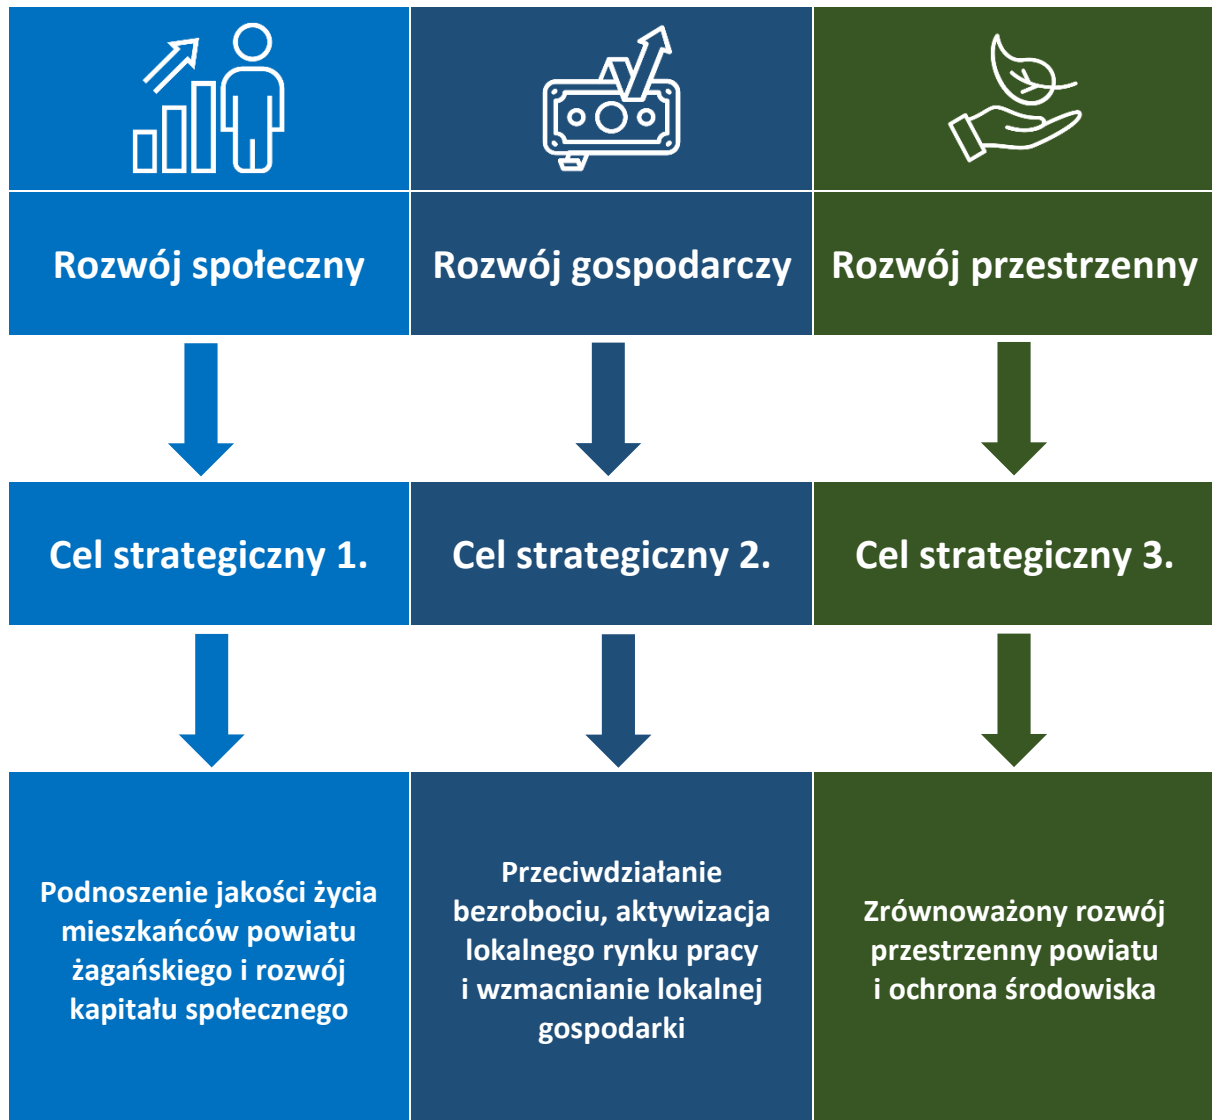 Rozwój społeczny
Rozwój gospodarczy
Rozwój przestrzenny
Cel strategiczny 1.
Cel strategiczny 2.
Cel strategiczny 3.
Podnoszenie jakości życia
mieszkańców powiatu
żagańskiego i rozwój
kapitału społecznego
Przeciwdziałanie
bezrobociu, aktywizacja
lokalnego rynku pracy
i wzmacnianie lokalnej
gospodarki
Zrównoważony rozwój
przestrzenny powiatu
i ochrona środowiska